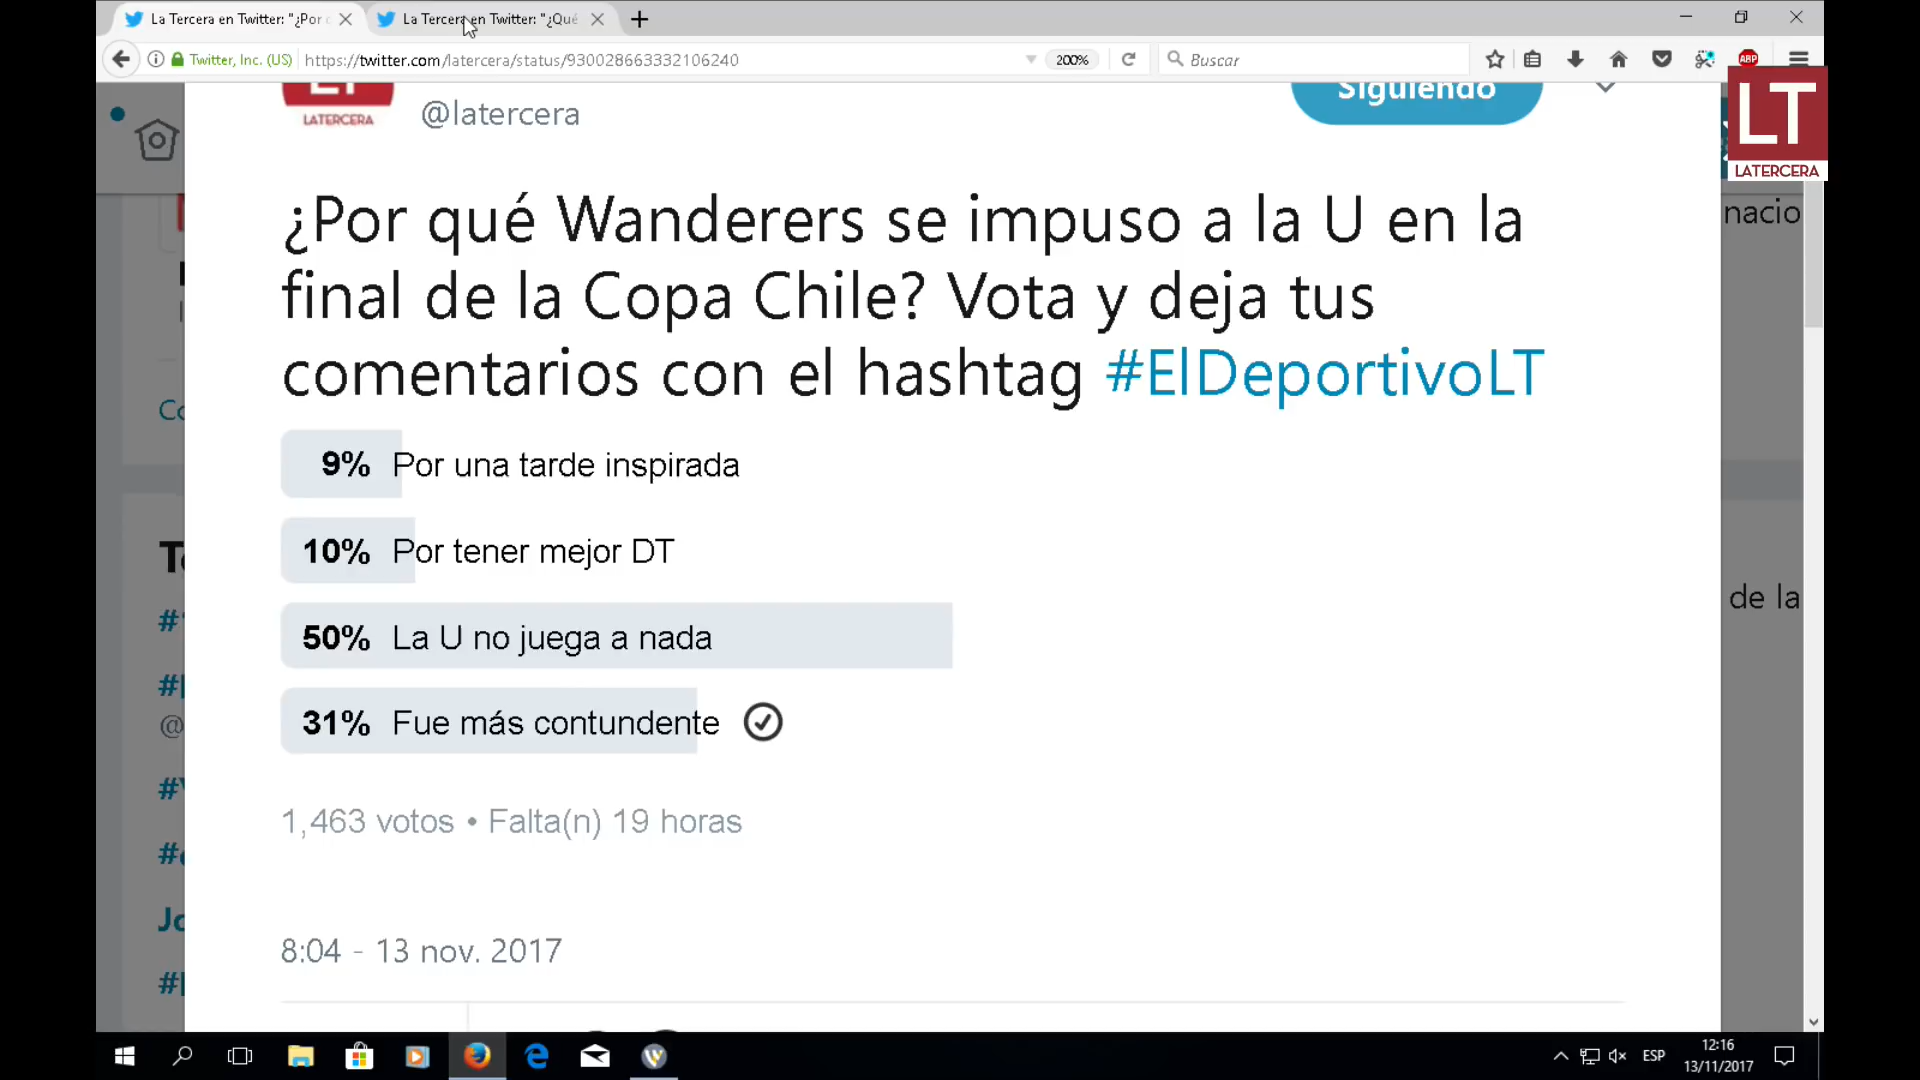 La Tercera en Twitter: "¿Por
La Tercera en Twitter: "¿Qué
Twitter, Inc. (US)
https://twitter.com/latercera/status/930028663332106240
200%
Buscar
ABP
LATERCERA
@latercera
Siguiendo
LT
LATERCERA
¿Por qué Wanderers se impuso a la U en la
final de la Copa Chile? Vota y deja tus
comentarios con el hashtag #ElDeportivoLT
9% Por una tarde inspirada
10% Por tener mejor DT
50% La U no juega a nada
31% Fue más contundente
1,463 votos • Falta(n) 19 horas
8:04 - 13 nov. 2017
nacio
de la
ESP
12:16
13/11/2017